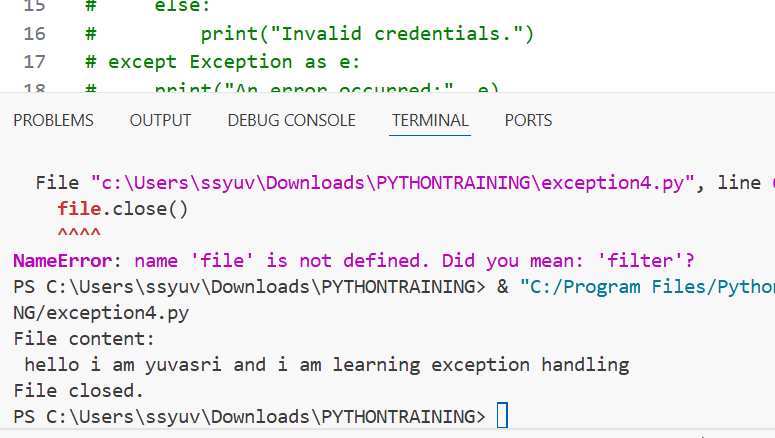 15 # else:
16 # print("Invalid credentials.")
17 # except Exception as e:
18 # print("An error occurred:", e)
PROBLEMS OUTPUT DEBUG CONSOLE TERMINAL PORTS
File "c:\Users\ssyuv\Downloads\PYTHONTRAINING\exception4.py", line
file.close()
^^^^
NameError: name 'file' is not defined. Did you mean: 'filter'?
PS C:\Users\ssyuv\Downloads\PYTHONTRAINING> & "C:/Program Files/Python
NG/exception4.py
File content:
hello i am yuvasri and i am learning exception handling
File closed.
PS C:\Users\ssyuv\Downloads\PYTHONTRAINING>